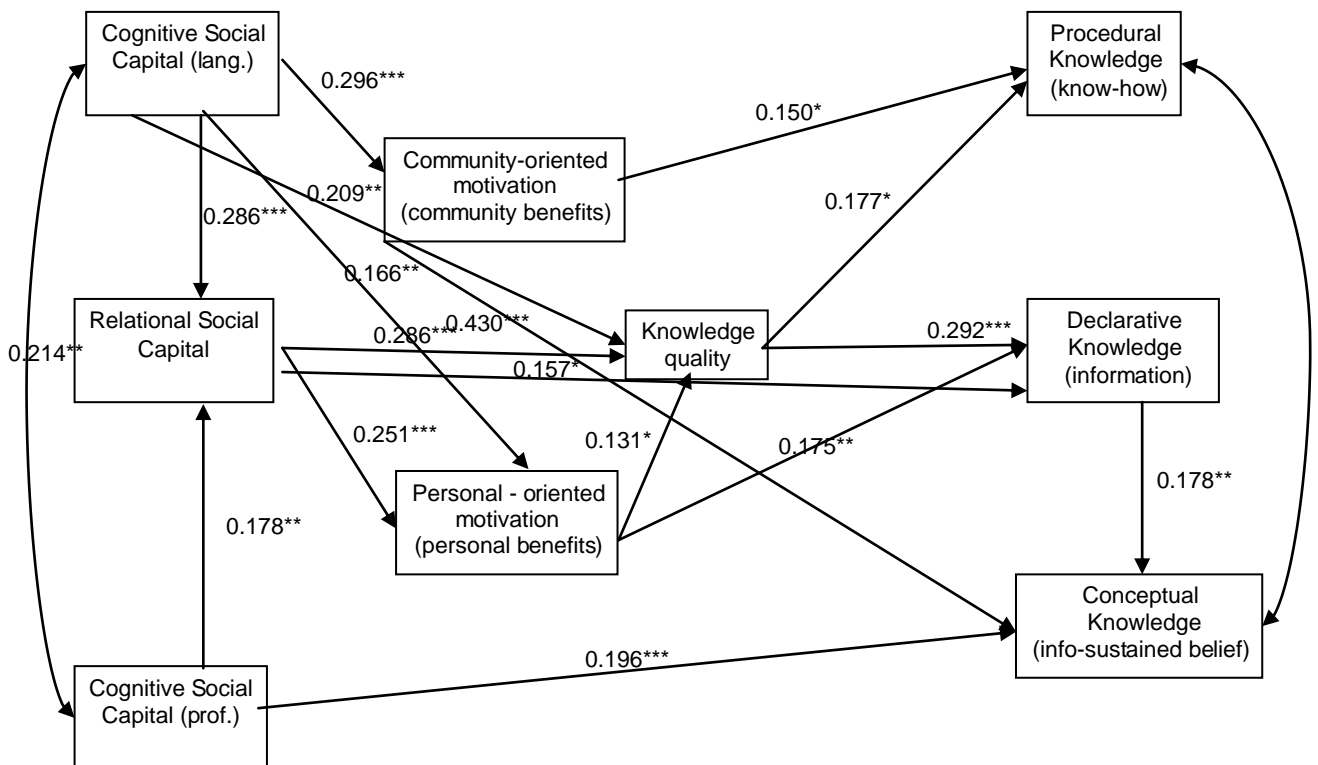 Cognitive Social
Capital (lang.)
Procedural
Knowledge
(know-how)
0.296***
0.150*
Community-oriented
motivation
(community benefits)
0.209**
0.177*
0.286***
0.166**
Relational Social
Capital
0.430***
0.286***
Knowledge
quality
0.292***
Declarative
Knowledge
(information)
0.214**
0.157*
0.251***
0.131*
0.175**
Personal - oriented
motivation
(personal benefits)
0.178**
0.178**
Conceptual
Knowledge
(info-sustained belief)
0.196***
Cognitive Social
Capital (prof.)